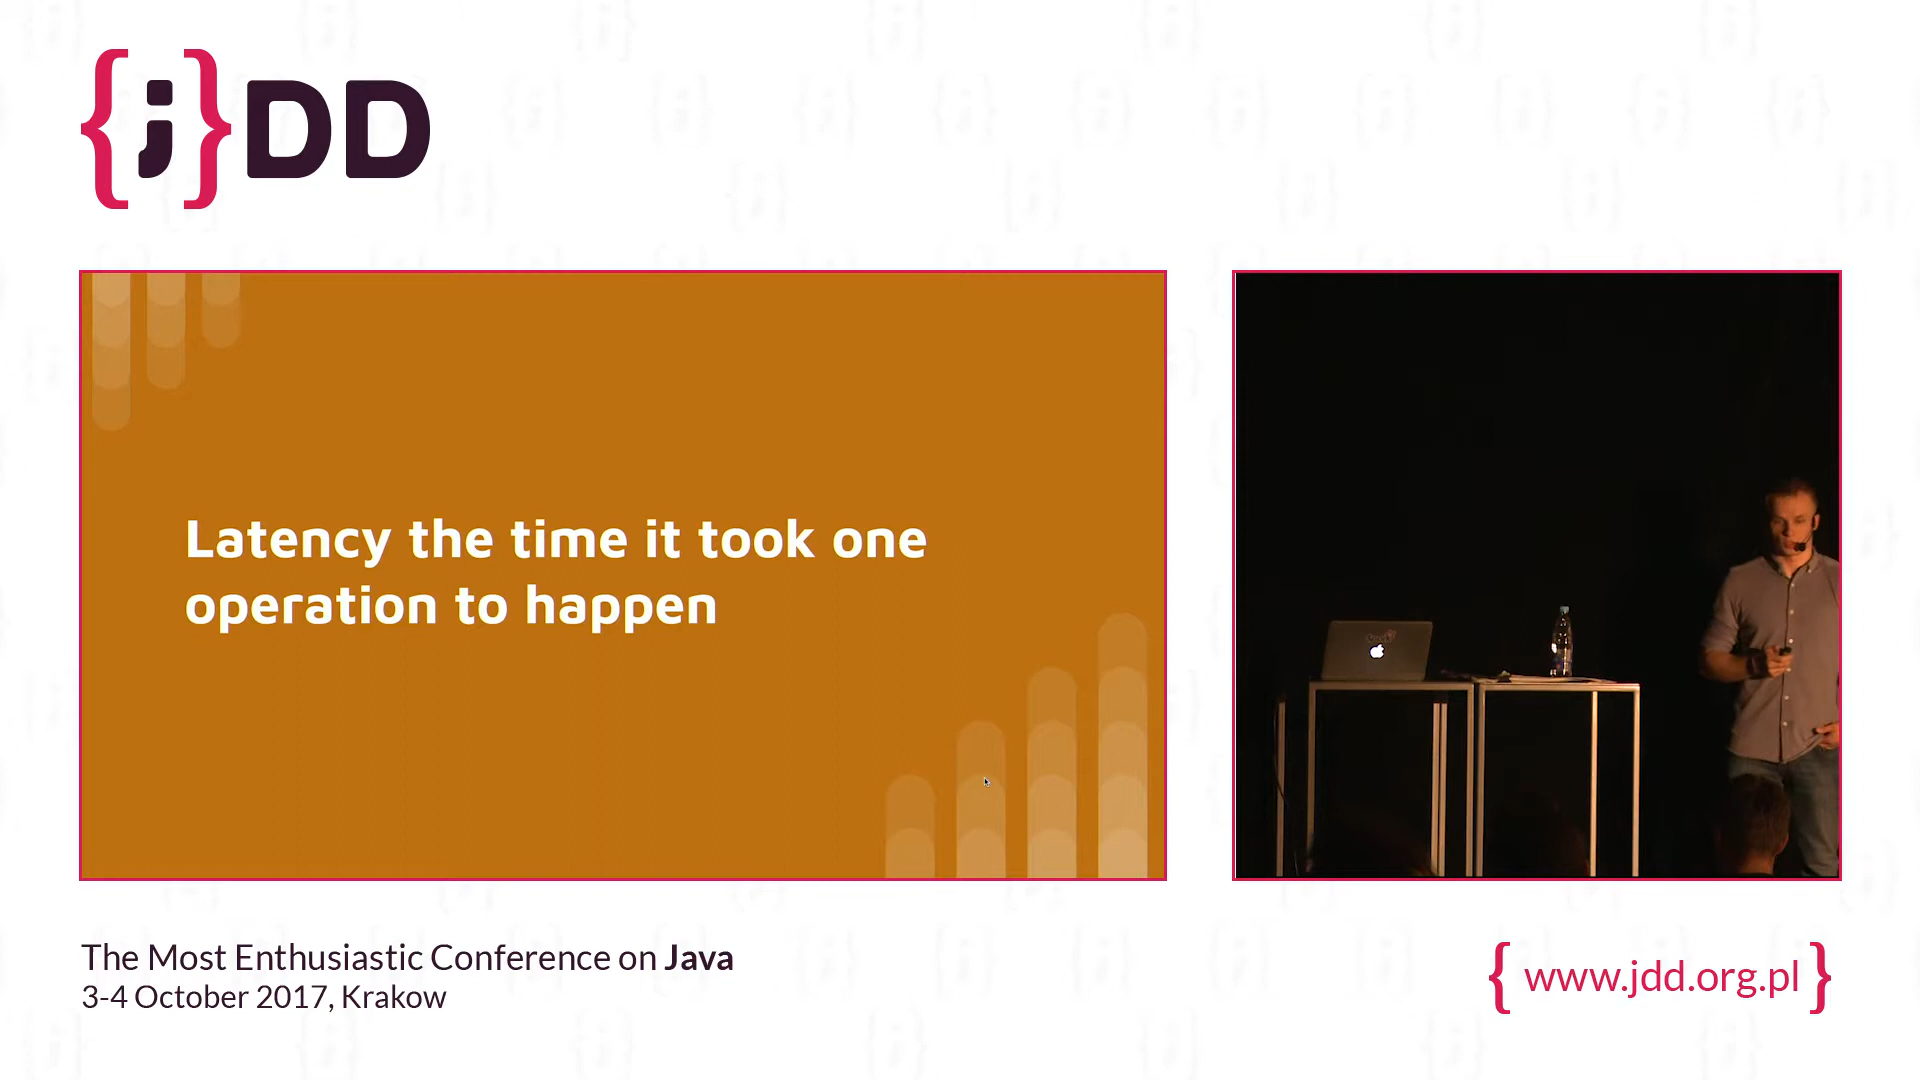 {;}DD
Latency the time it took one
operation to happen
The Most Enthusiastic Conference on Java
3-4 October 2017, Krakow
{ www.jdd.org.pl }